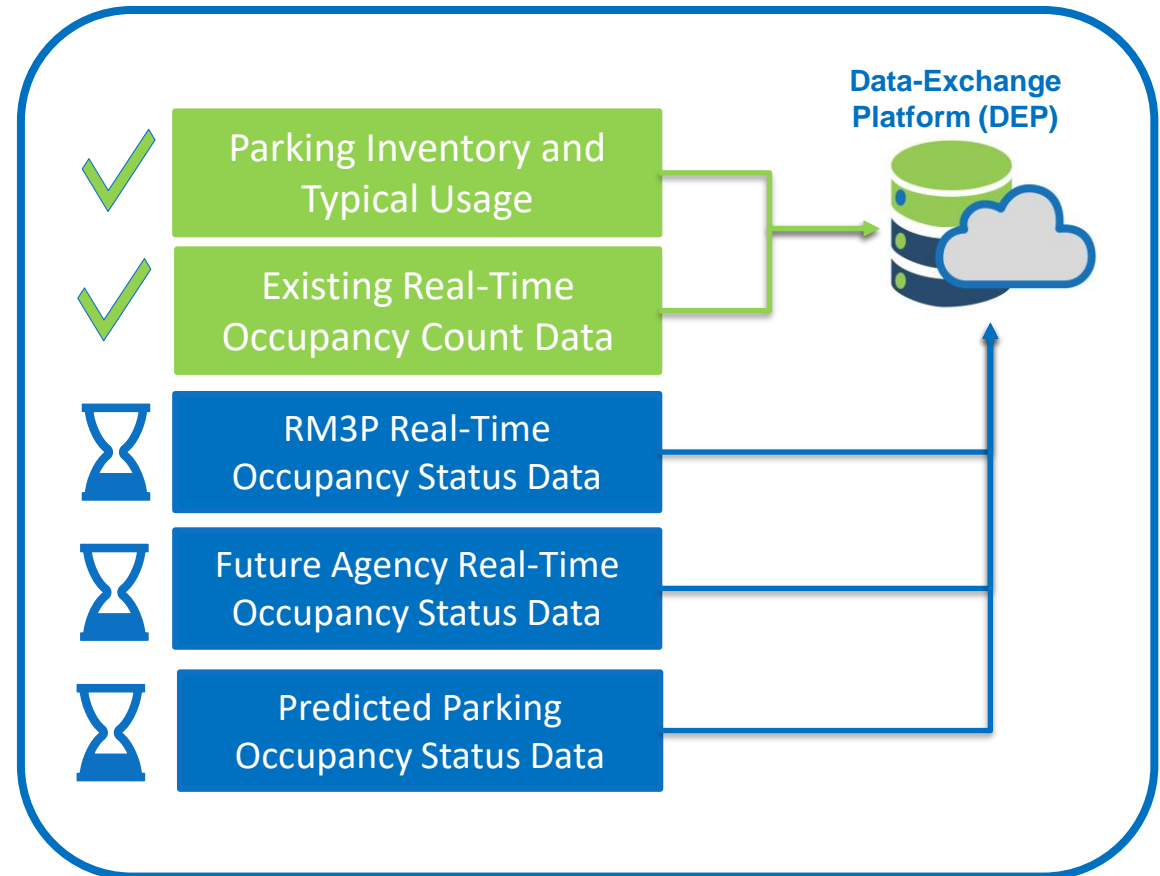 Data-Exchange
Platform (DEP)
Parking Inventory and
Typical Usage
Existing Real-Time
Occupancy Count Data
RM3P Real-Time
Occupancy Status Data
Future Agency Real-Time
Occupancy Status Data
Predicted Parking
Occupancy Status Data